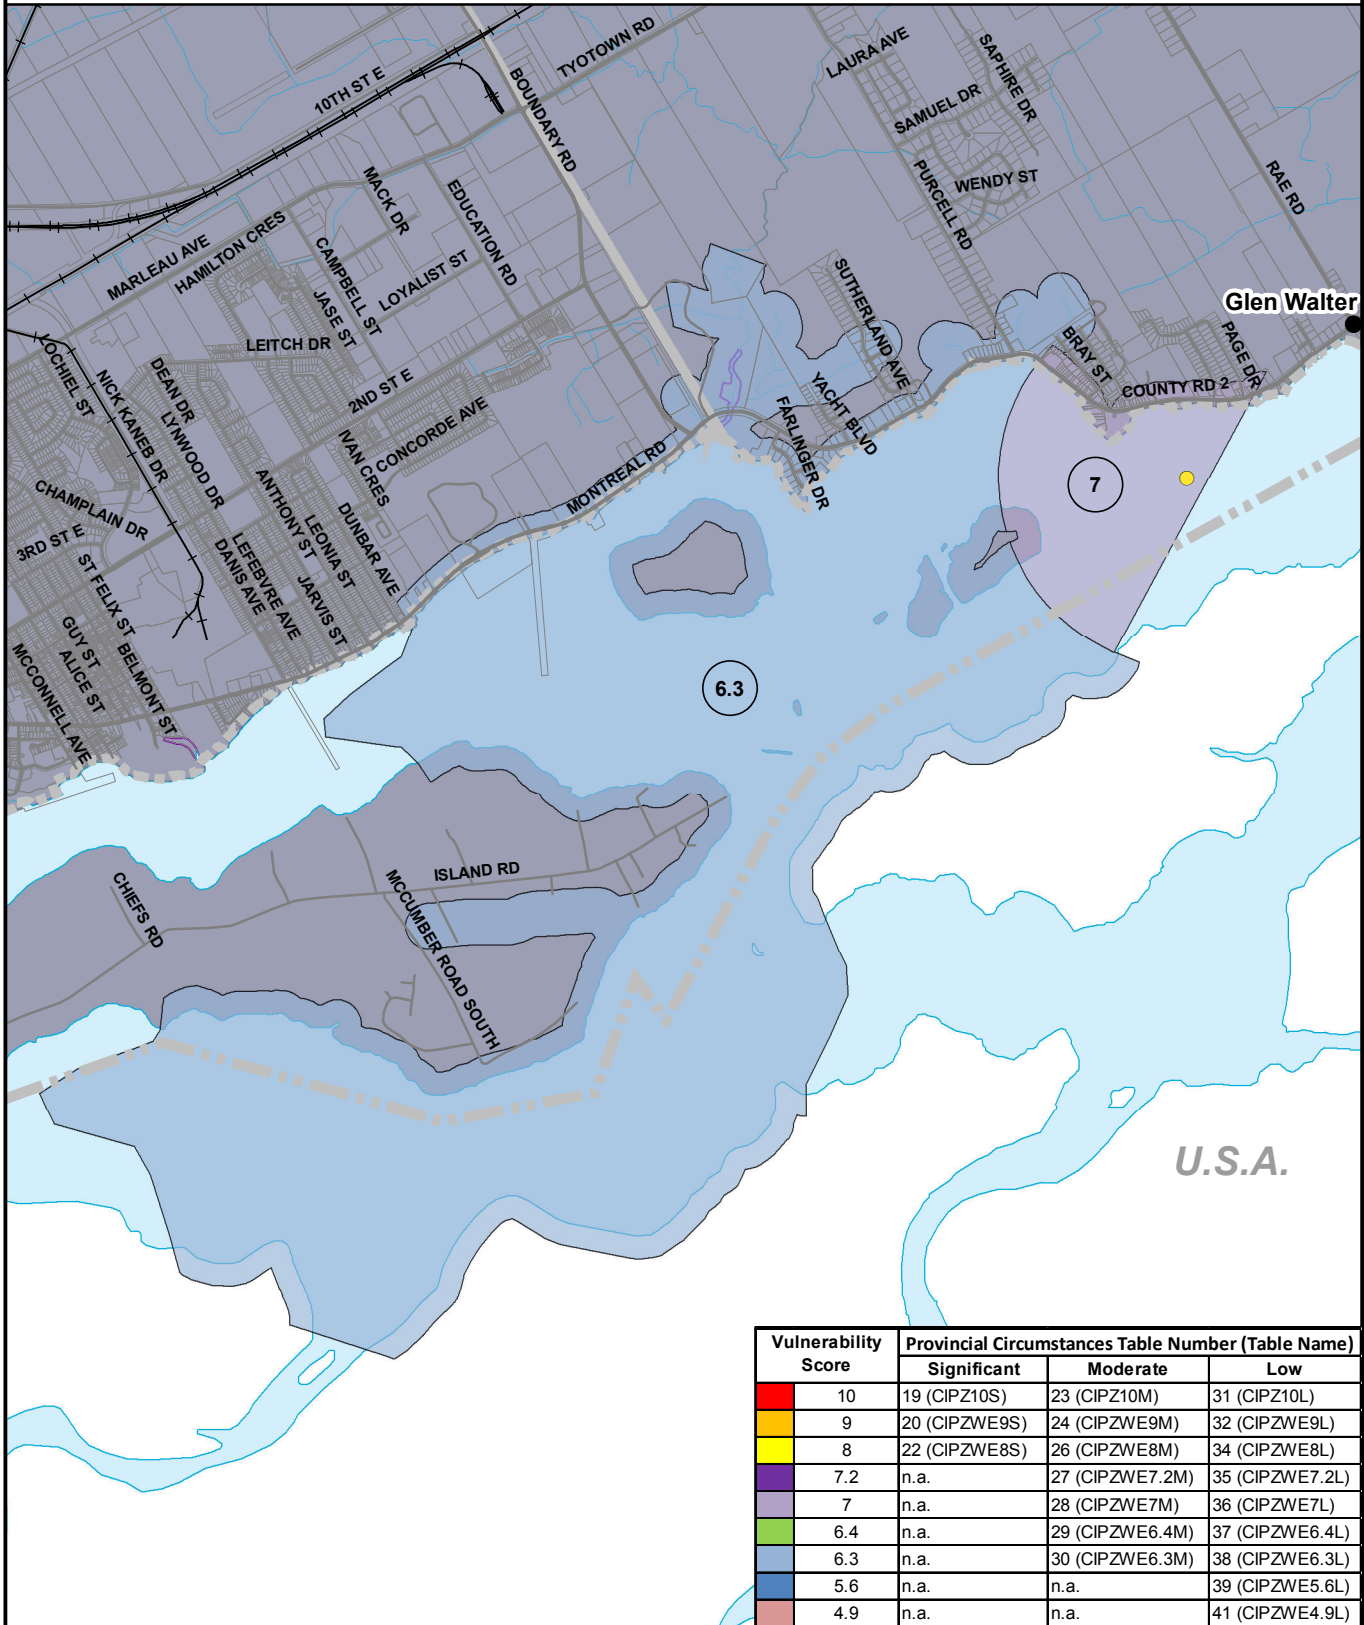 10TH ST E
TYOTOWN RD
BOUNDARY RD
LAURA AVE
SAPHIRE DR
SAMUEL DR
WENDY ST
PURCELL RD
RAE RD
MACK DR
EDUCATION RD
MARLEAU AVE
HAMILTON CRES
CAMPBELL ST
LOYALIST ST
JASE ST
LEITCH DR
SUTHERLAND AVE
Glen Walter
BRAY ST
PAGE DR
COUNTY RD 2
LOCHIEL ST
NICK KANEB DR
DEAN DR
LYNWOOD DR
2ND ST E
IVAN CRES
CONCORDE AVE
YACHT BLVD
FARLINGER DR
MONTREAL RD
7
CHAMPLAIN DR
3RD ST E
ANTHONY ST
LEONIA ST
DUNBAR AVE
LEFEBVRE AVE
DANIS AVE
JARVIS ST
ST FELIX ST
GUY ST
ALICE ST
BELMONT ST
MCCONNELL AVE
6.3
ISLAND RD
CHIEFS RD
MCCUMBER ROAD SOUTH
U.S.A.
Vulnerability Score Provincial Circumstances Table Number (Table Name)
Significant Moderate Low
10 19 (CIPZ10S) 23 (CIPZ10M) 31 (CIPZ10L)
9 20 (CIPZWE9S) 24 (CIPZWE9M) 32 (CIPZWE9L)
8 22 (CIPZWE8S) 26 (CIPZWE8M) 34 (CIPZWE8L)
7.2 n.a. 27 (CIPZWE7.2M) 35 (CIPZWE7.2L)
7 n.a. 28 (CIPZWE7M) 36 (CIPZWE7L)
6.4 n.a. 29 (CIPZWE6.4M) 37 (CIPZWE6.4L)
6.3 n.a. 30 (CIPZWE6.3M) 38 (CIPZWE6.3L)
5.6 n.a. n.a. 39 (CIPZWE5.6L)
4.9 n.a. n.a. 41 (CIPZWE4.9L)